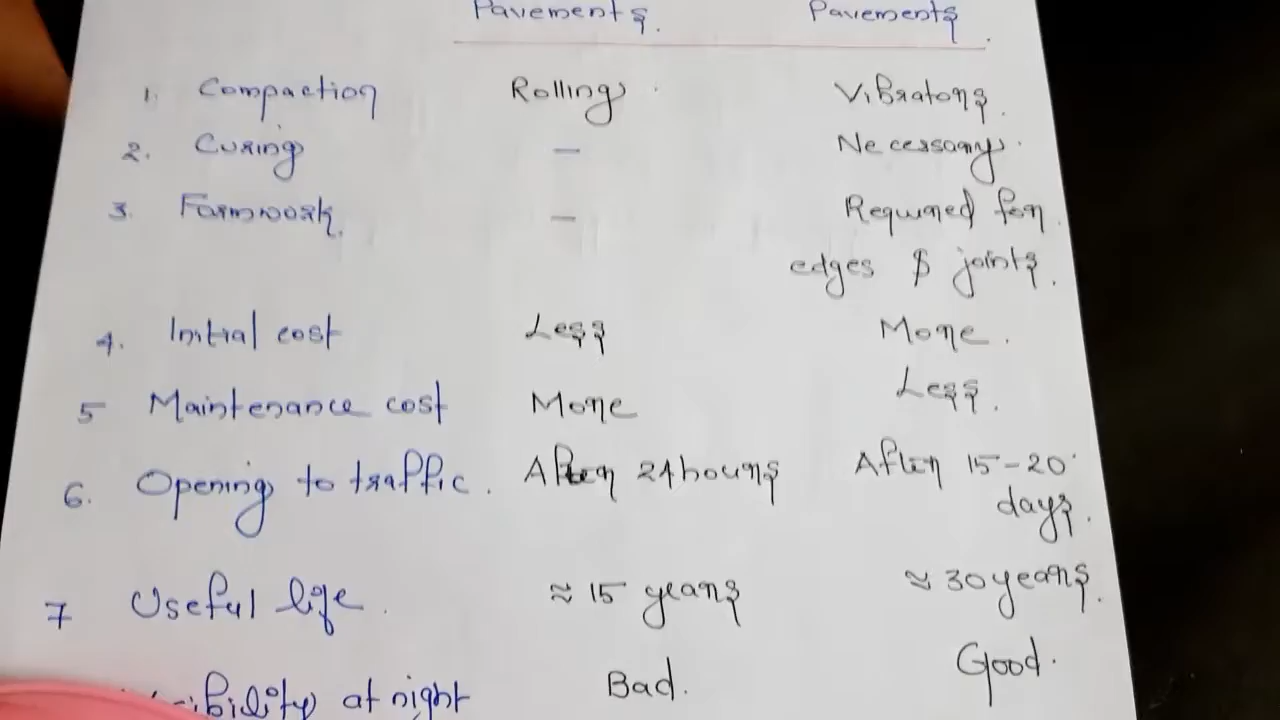 Pavements. Pavements.
1. Compaction Rolling Vibrators.
2. Curing — Necessary.
3. Formwork. — Required for
edges & joints.
4. Initial cost Less More.
5 Maintenance cost More Less.
6. Opening to traffic. After 24 hours After 15-20
days.
7 Useful life. ≈ 15 years ≈ 30 years.
at night Bad. Good.